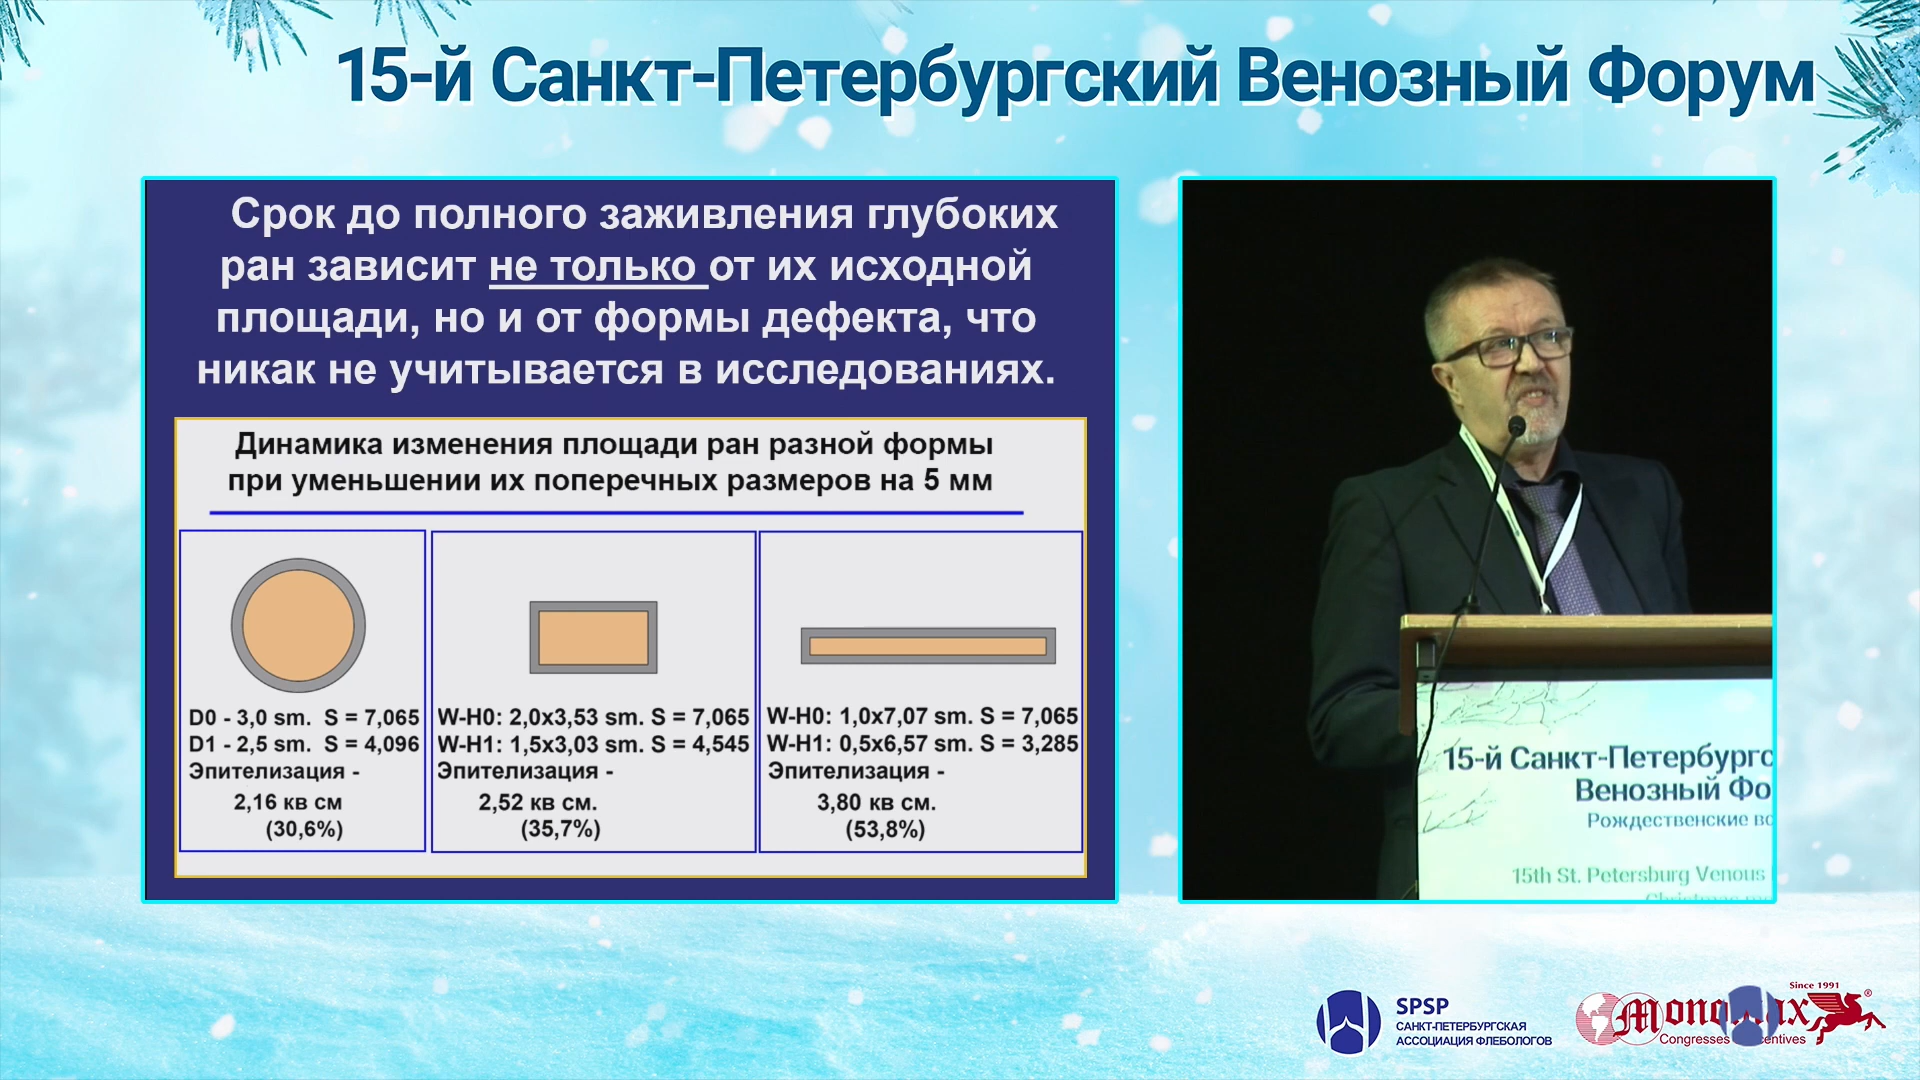 15-й Санкт-Петербургский Венозный Форум
Срок до полного заживления глубоких
ран зависит не только от их исходной
площади, но и от формы дефекта, что
никак не учитывается в исследованиях.
Динамика изменения площади ран разной формы
при уменьшении их поперечных размеров на 5 мм
D0 - 3,0 sm. S = 7,065
D1 - 2,5 sm. S = 4,096
Эпителизация -
2,16 кв см
(30,6%)
W-H0: 2,0x3,53 sm. S = 7,065
W-H1: 1,5x3,03 sm. S = 4,545
Эпителизация -
2,52 кв см.
(35,7%)
W-H0: 1,0x7,07 sm. S = 7,065
W-H1: 0,5x6,57 sm. S = 3,285
Эпителизация -
3,80 кв см.
(53,8%)
15-й Санкт-Петербургс
Венозный Фо
Рождественские вс
15th St. Petersburg Venous
SPSP
САНКТ-ПЕТЕРБУРГСКАЯ
АССОЦИАЦИЯ ФЛЕБОЛОГОВ
Since 1991
Congresses